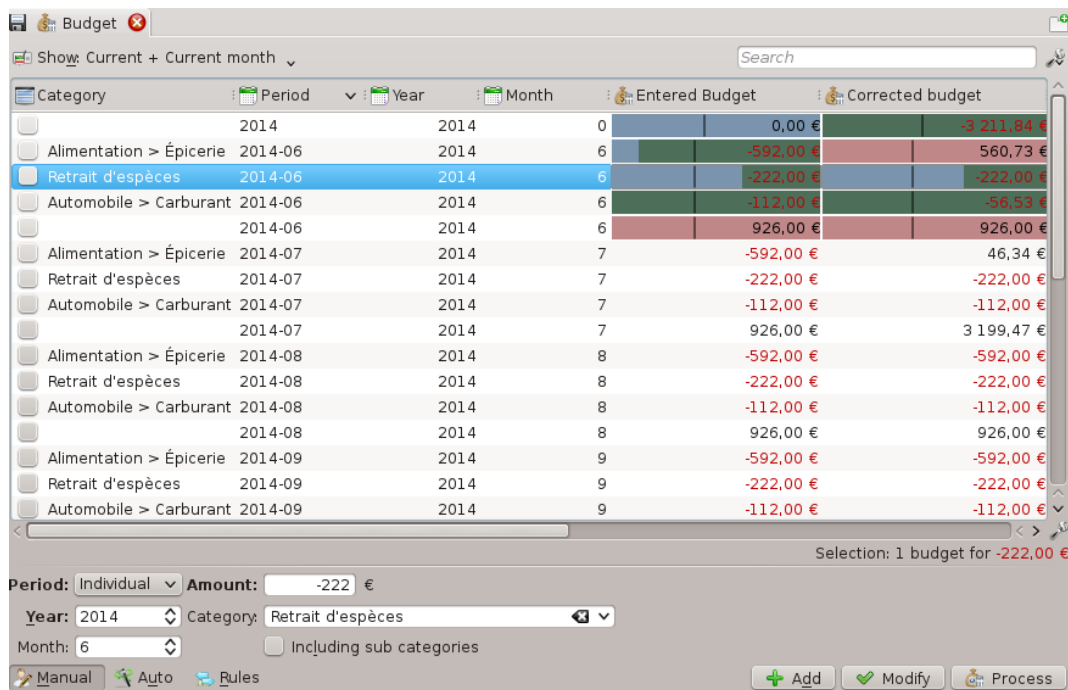 Budget
Show: Current + Current month Search
Category Period Year Month Entered Budget Corrected budget
2014 2014 0 0,00 € -3 211,84 €
Alimentation > Épicerie 2014-06 2014 6 -592,00 € 560,73 €
Retrait d'espèces 2014-06 2014 6 -222,00 € -222,00 €
Automobile > Carburant 2014-06 2014 6 -112,00 € -56,53 €
2014-06 2014 6 926,00 € 926,00 €
Alimentation > Épicerie 2014-07 2014 7 -592,00 € 46,34 €
Retrait d'espèces 2014-07 2014 7 -222,00 € -222,00 €
Automobile > Carburant 2014-07 2014 7 -112,00 € -112,00 €
2014-07 2014 7 926,00 € 3 199,47 €
Alimentation > Épicerie 2014-08 2014 8 -592,00 € -592,00 €
Retrait d'espèces 2014-08 2014 8 -222,00 € -222,00 €
Automobile > Carburant 2014-08 2014 8 -112,00 € -112,00 €
2014-08 2014 8 926,00 € 926,00 €
Alimentation > Épicerie 2014-09 2014 9 -592,00 € -592,00 €
Retrait d'espèces 2014-09 2014 9 -222,00 € -222,00 €
Automobile > Carburant 2014-09 2014 9 -112,00 € -112,00 €
Selection: 1 budget for -222,00 €
Period: Individual Amount: -222 €
Year: 2014 Category: Retrait d'espèces
Month: 6 Including sub categories
Manual Auto Rules Add Modify Process